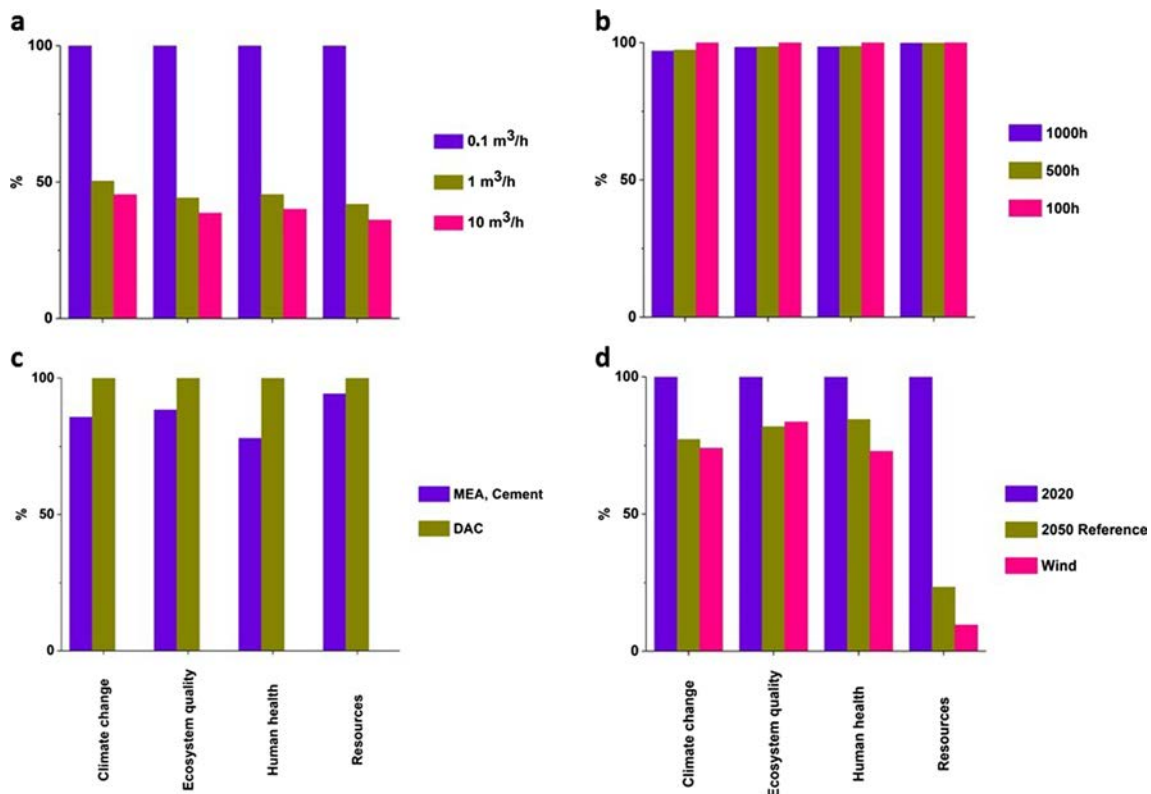 a
100
50
0
%
0.1 m³/h
1 m³/h
10 m³/h
b
100
50
0
%
1000h
500h
100h
c
100
50
0
%
MEA, Cement
DAC
Climate change
Ecosystem quality
Human health
Resources
d
100
50
0
%
2020
2050 Reference
Wind
Climate change
Ecosystem quality
Human health
Resources